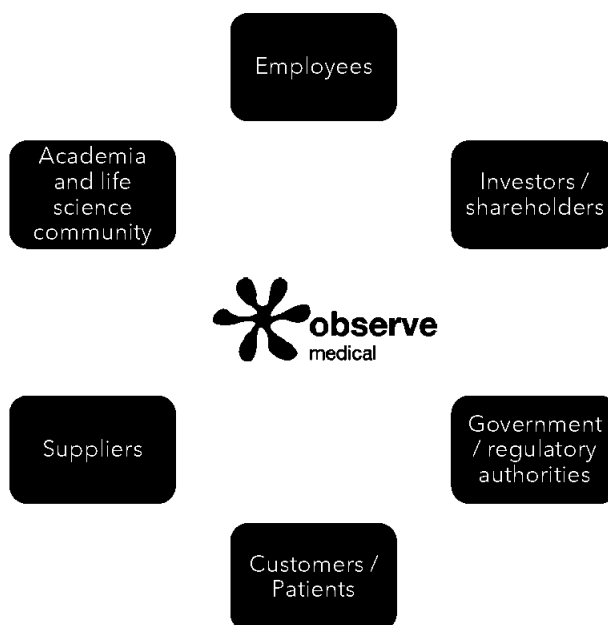 Employees
Academia
and life
science
community
Investors /
shareholders
observe
medical
Suppliers
Government
/ regulatory
authorities
Customers /
Patients